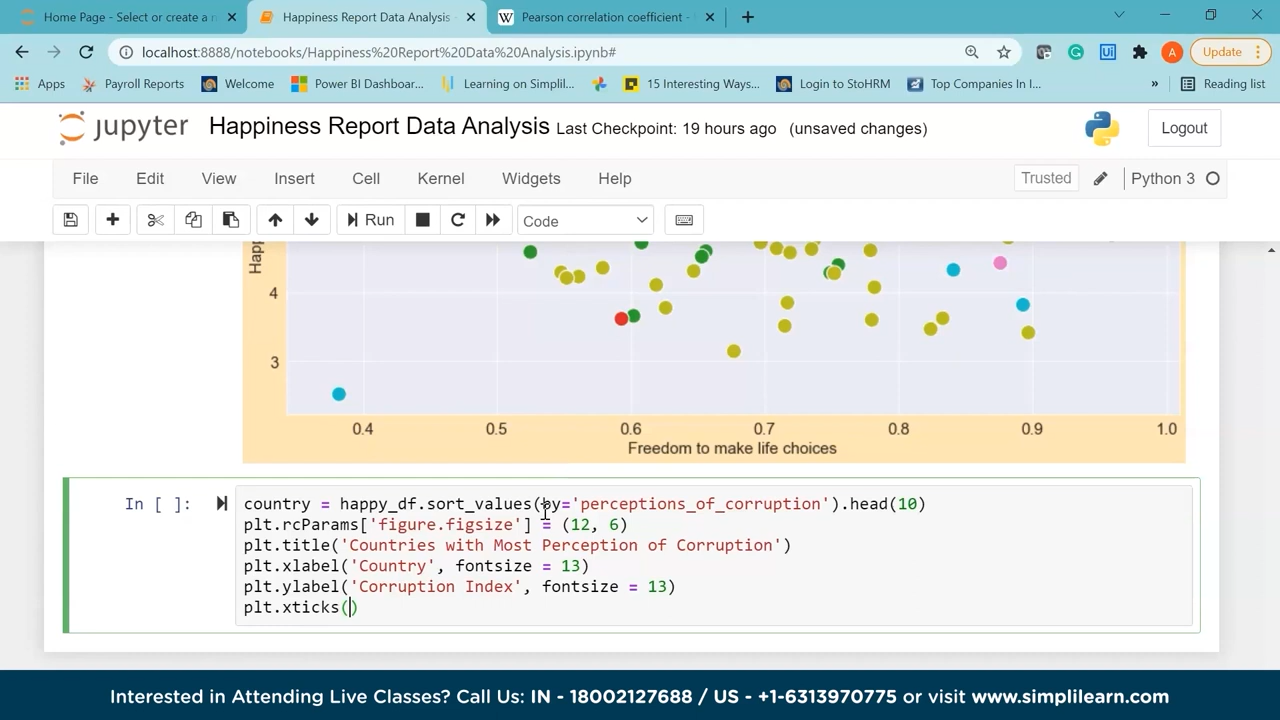 Home Page - Select or create a n
Happiness Report Data Analysis -
Pearson correlation coefficient -
localhost:8888/notebooks/Happiness%20Report%20Data%20Analysis.ipynb#
A
Update
Apps
Payroll Reports
Welcome
Power BI Dashboar...
Learning on Simplil...
15 Interesting Ways...
Login to StoHRM
Top Companies In I...
»
Reading list
jupyter
Happiness Report Data Analysis
Last Checkpoint: 19 hours ago
(unsaved changes)
Logout
File
Edit
View
Insert
Cell
Kernel
Widgets
Help
Trusted
Python 3
Run
Code
Happ
4
3
0.4
0.5
0.6
0.7
0.8
0.9
1.0
Freedom to make life choices
In [ ]:
country = happy_df.sort_values(by='perceptions_of_corruption').head(10)
plt.rcParams['figure.figsize'] = (12, 6)
plt.title('Countries with Most Perception of Corruption')
plt.xlabel('Country', fontsize = 13)
plt.ylabel('Corruption Index', fontsize = 13)
plt.xticks()
Interested in Attending Live Classes? Call Us: IN - 18002127688 / US - +1-6313970775 or visit www.simplilearn.com